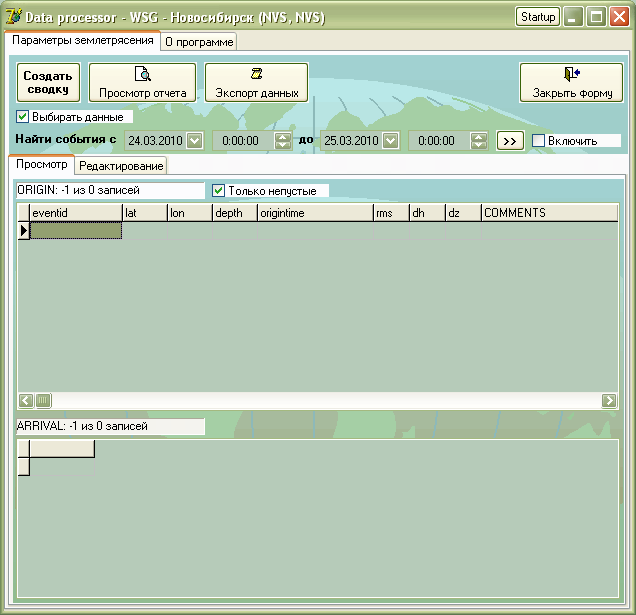 Data processor - WSG - Новосибирск (NVS, NVS) Startup
Параметры землетрясения О программе
Создать сводку Просмотр отчета Экспорт данных Закрыть форму
Выбирать данные
Найти события с 24.03.2010 0:00:00 до 25.03.2010 0:00:00 >> Включить
Просмотр Редактирование
ORIGIN: -1 из 0 записей Только непустые
eventid lat lon depth origintime rms dh dz COMMENTS
ARRIVAL: -1 из 0 записей